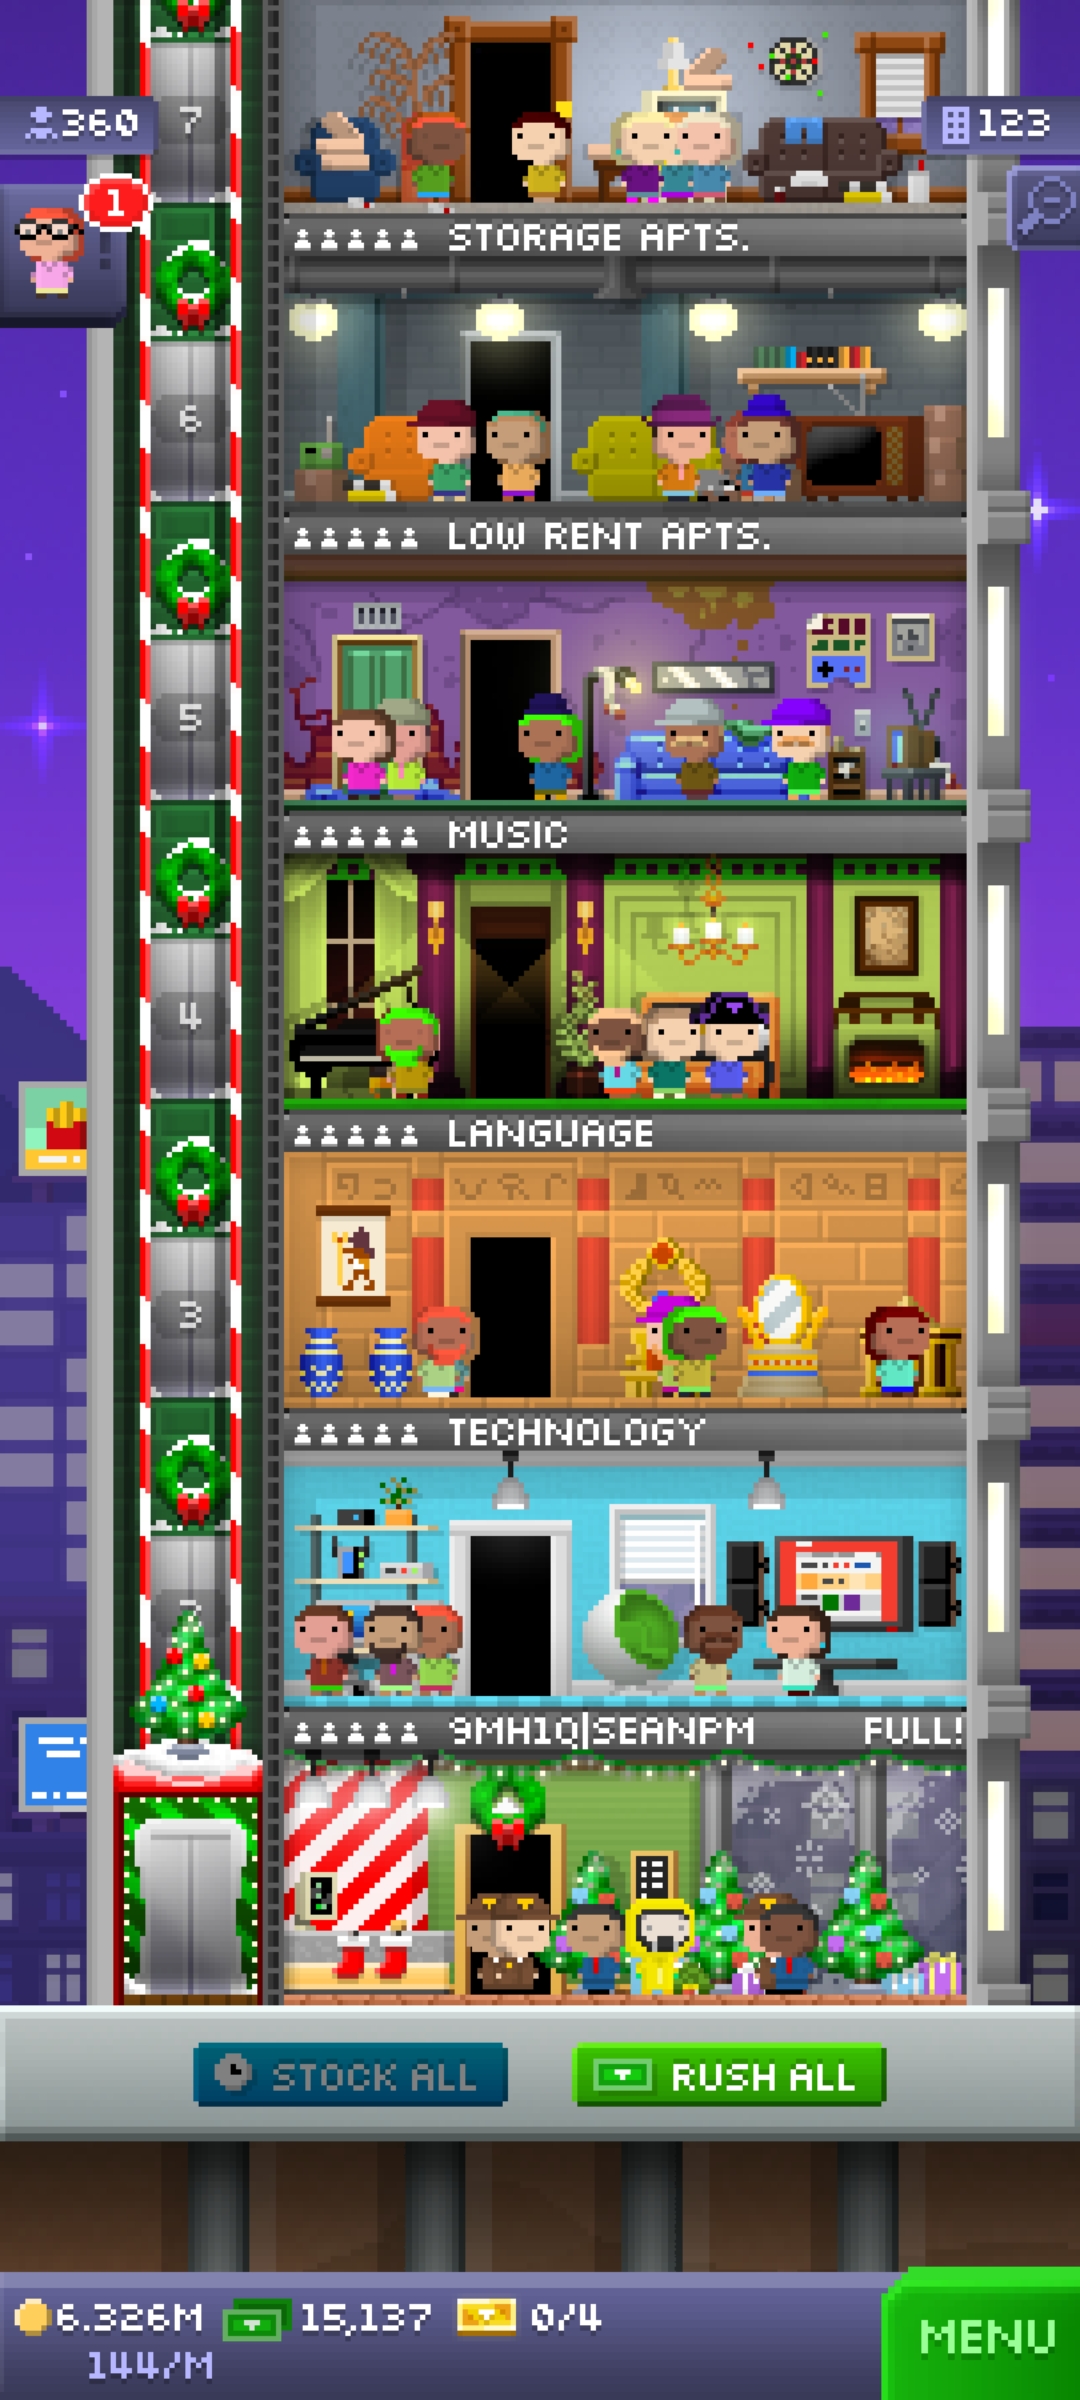 7
360
123
1
STORAGE APTS.
6
LOW RENT APTS.
5
MUSIC
4
LANGUAGE
3
TECHNOLOGY
9MH1Q|SEANPM FULL!
STOCK ALL
RUSH ALL
6.326M 15,137 0/4
144/M
MENU